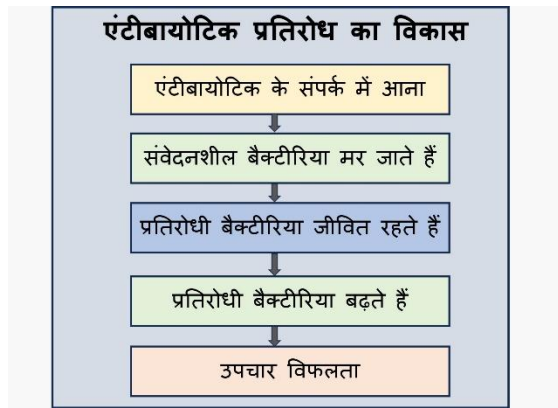 एंटीबायोटिक प्रतिरोध का विकास
एंटीबायोटिक के संपर्क में आना
संवेदनशील बैक्टीरिया मर जाते हैं
प्रतिरोधी बैक्टीरिया जीवित रहते हैं
प्रतिरोधी बैक्टीरिया बढ़ते हैं
उपचार विफलता